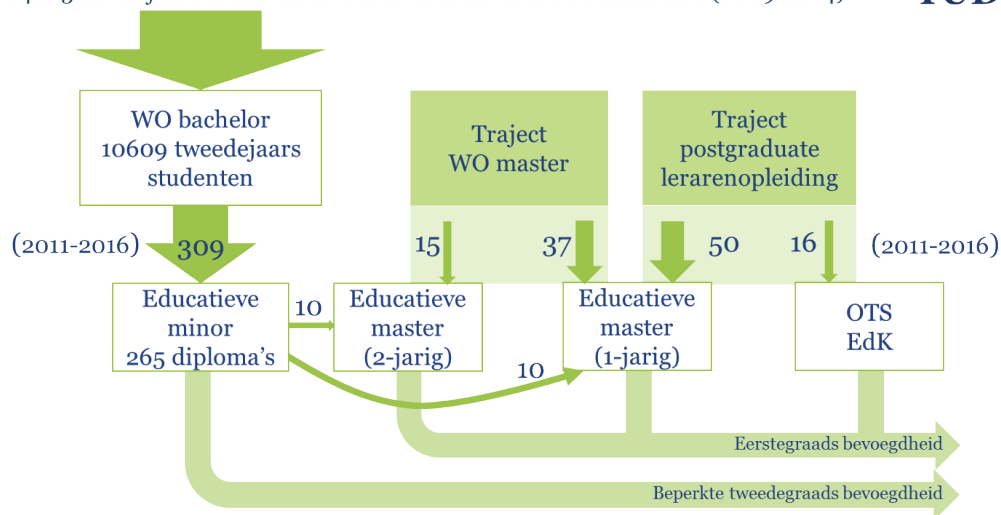 WO bachelor
10609 tweedejaars
studenten
Traject
WO master
Traject
postgraduate
lerarenopleiding
(2011-2016)
309
15
37
50
16
(2011-2016)
Educatieve
minor
265 diploma's
10
Educatieve
master
(2-jarig)
10
Educatieve
master
(1-jarig)
OTS
EdK
Eerstegraads bevoegdheid
Beperkte tweedegraads bevoegdheid